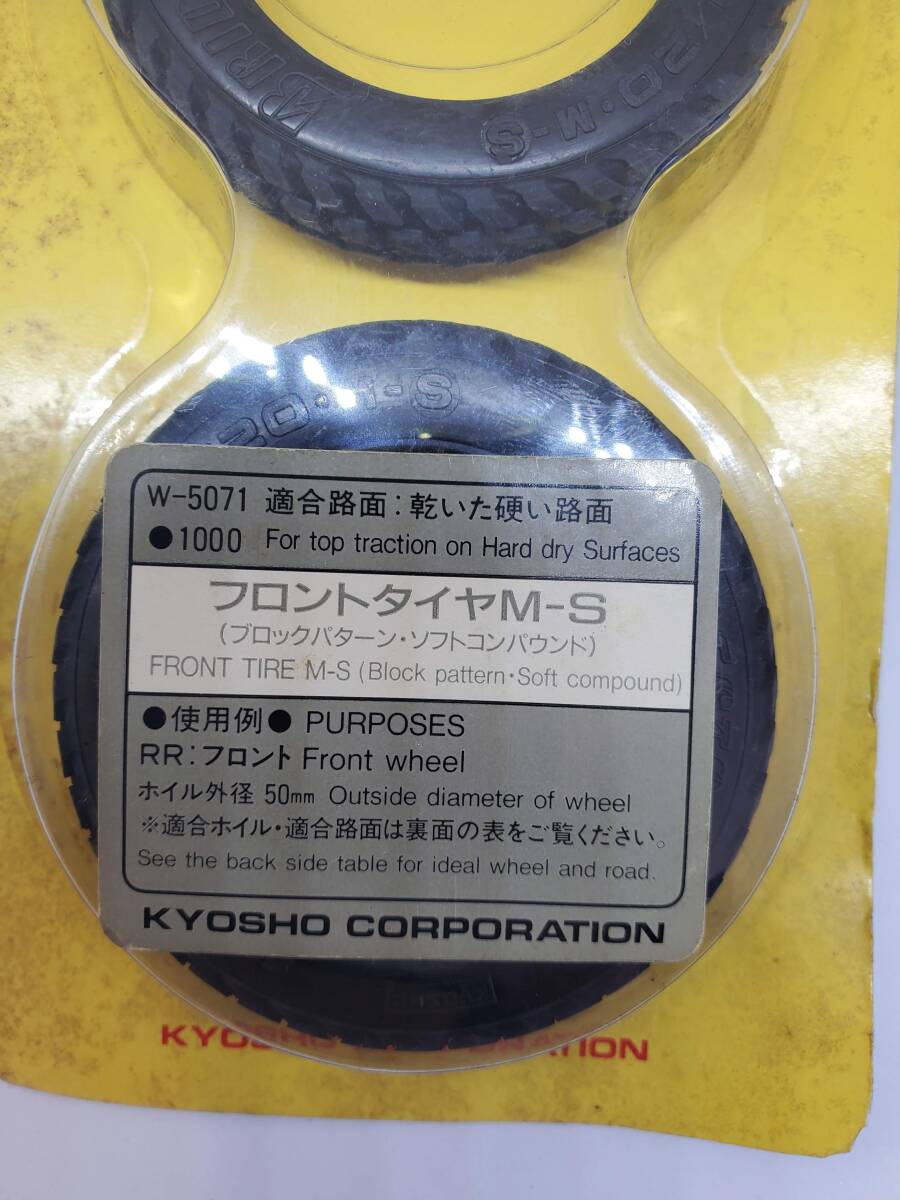 20・M-S
20・M-S
W-5071 適合路面：乾いた硬い路面
●1000 For top traction on Hard dry Surfaces
フロントタイヤM-S
(ブロックパターン・ソフトコンパウンド)
FRONT TIRE M-S (Block pattern・Soft compound)
●使用例● PURPOSES
RR：フロント Front wheel
ホイル外径 50mm Outside diameter of wheel
※適合ホイル・適合路面は裏面の表をご覧ください。
See the back side table for ideal wheel and road.
KYOSHO CORPORATION
KYOSHO